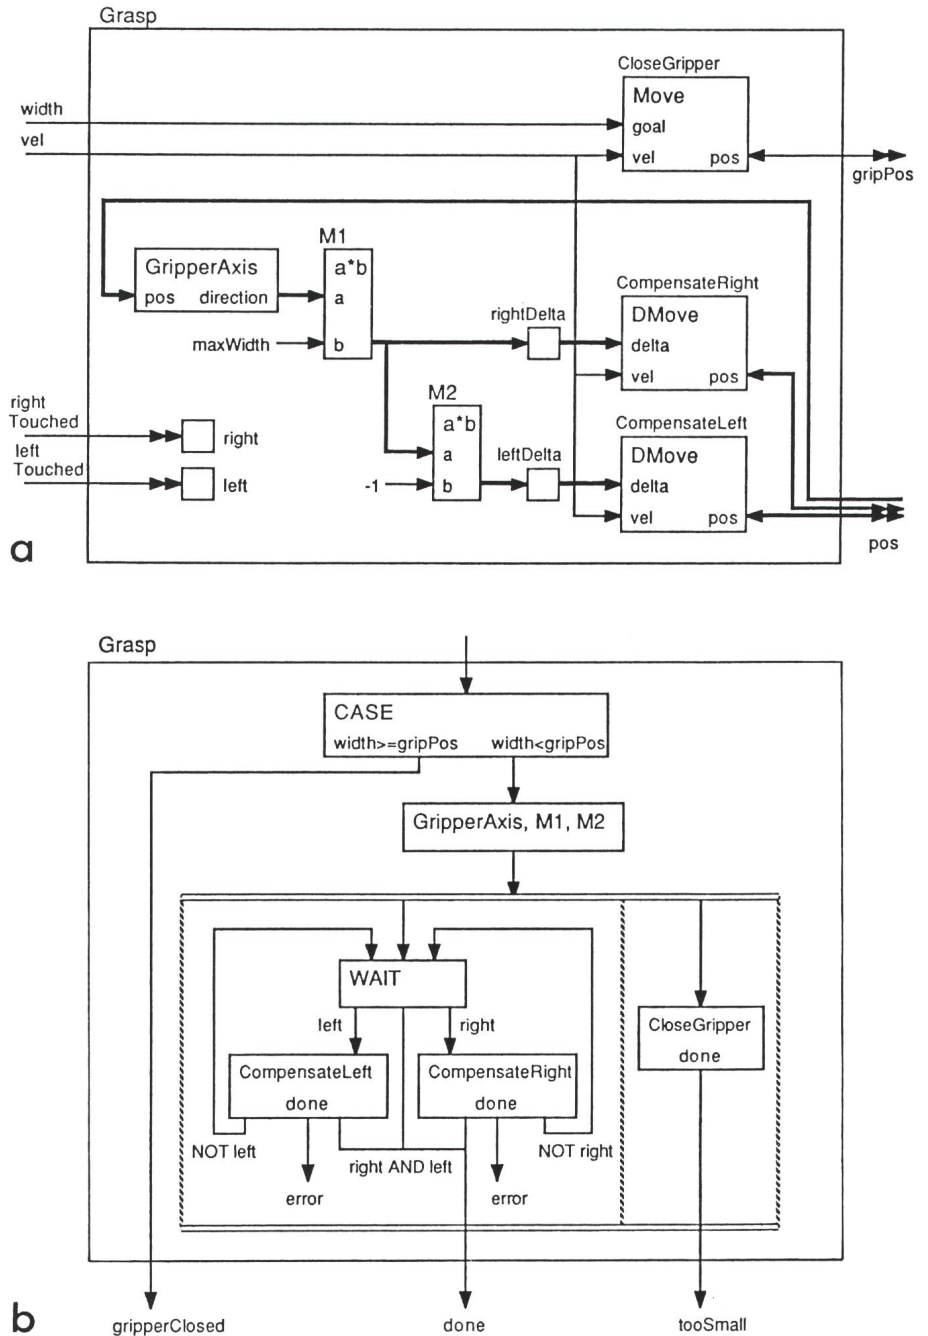 Grasp
CloseGripper
Move
width
goal
vel
vel pos
gripPos
M1
GripperAxis
a*b
pos direction
a
CompensateRight
rightDelta
DMove
maxWidth
b
delta
M2
vel pos
right
Touched
right
a*b
CompensateLeft
left
Touched
a
leftDelta
DMove
left
-1
b
delta
vel pos
a
pos
Grasp
CASE
width>=gripPos width<gripPos
GripperAxis, M1, M2
WAIT
left
right
CloseGripper
done
CompensateLeft
done
CompensateRight
done
NOT left
right AND left
NOT right
error
error
b
gripperClosed
done
tooSmall